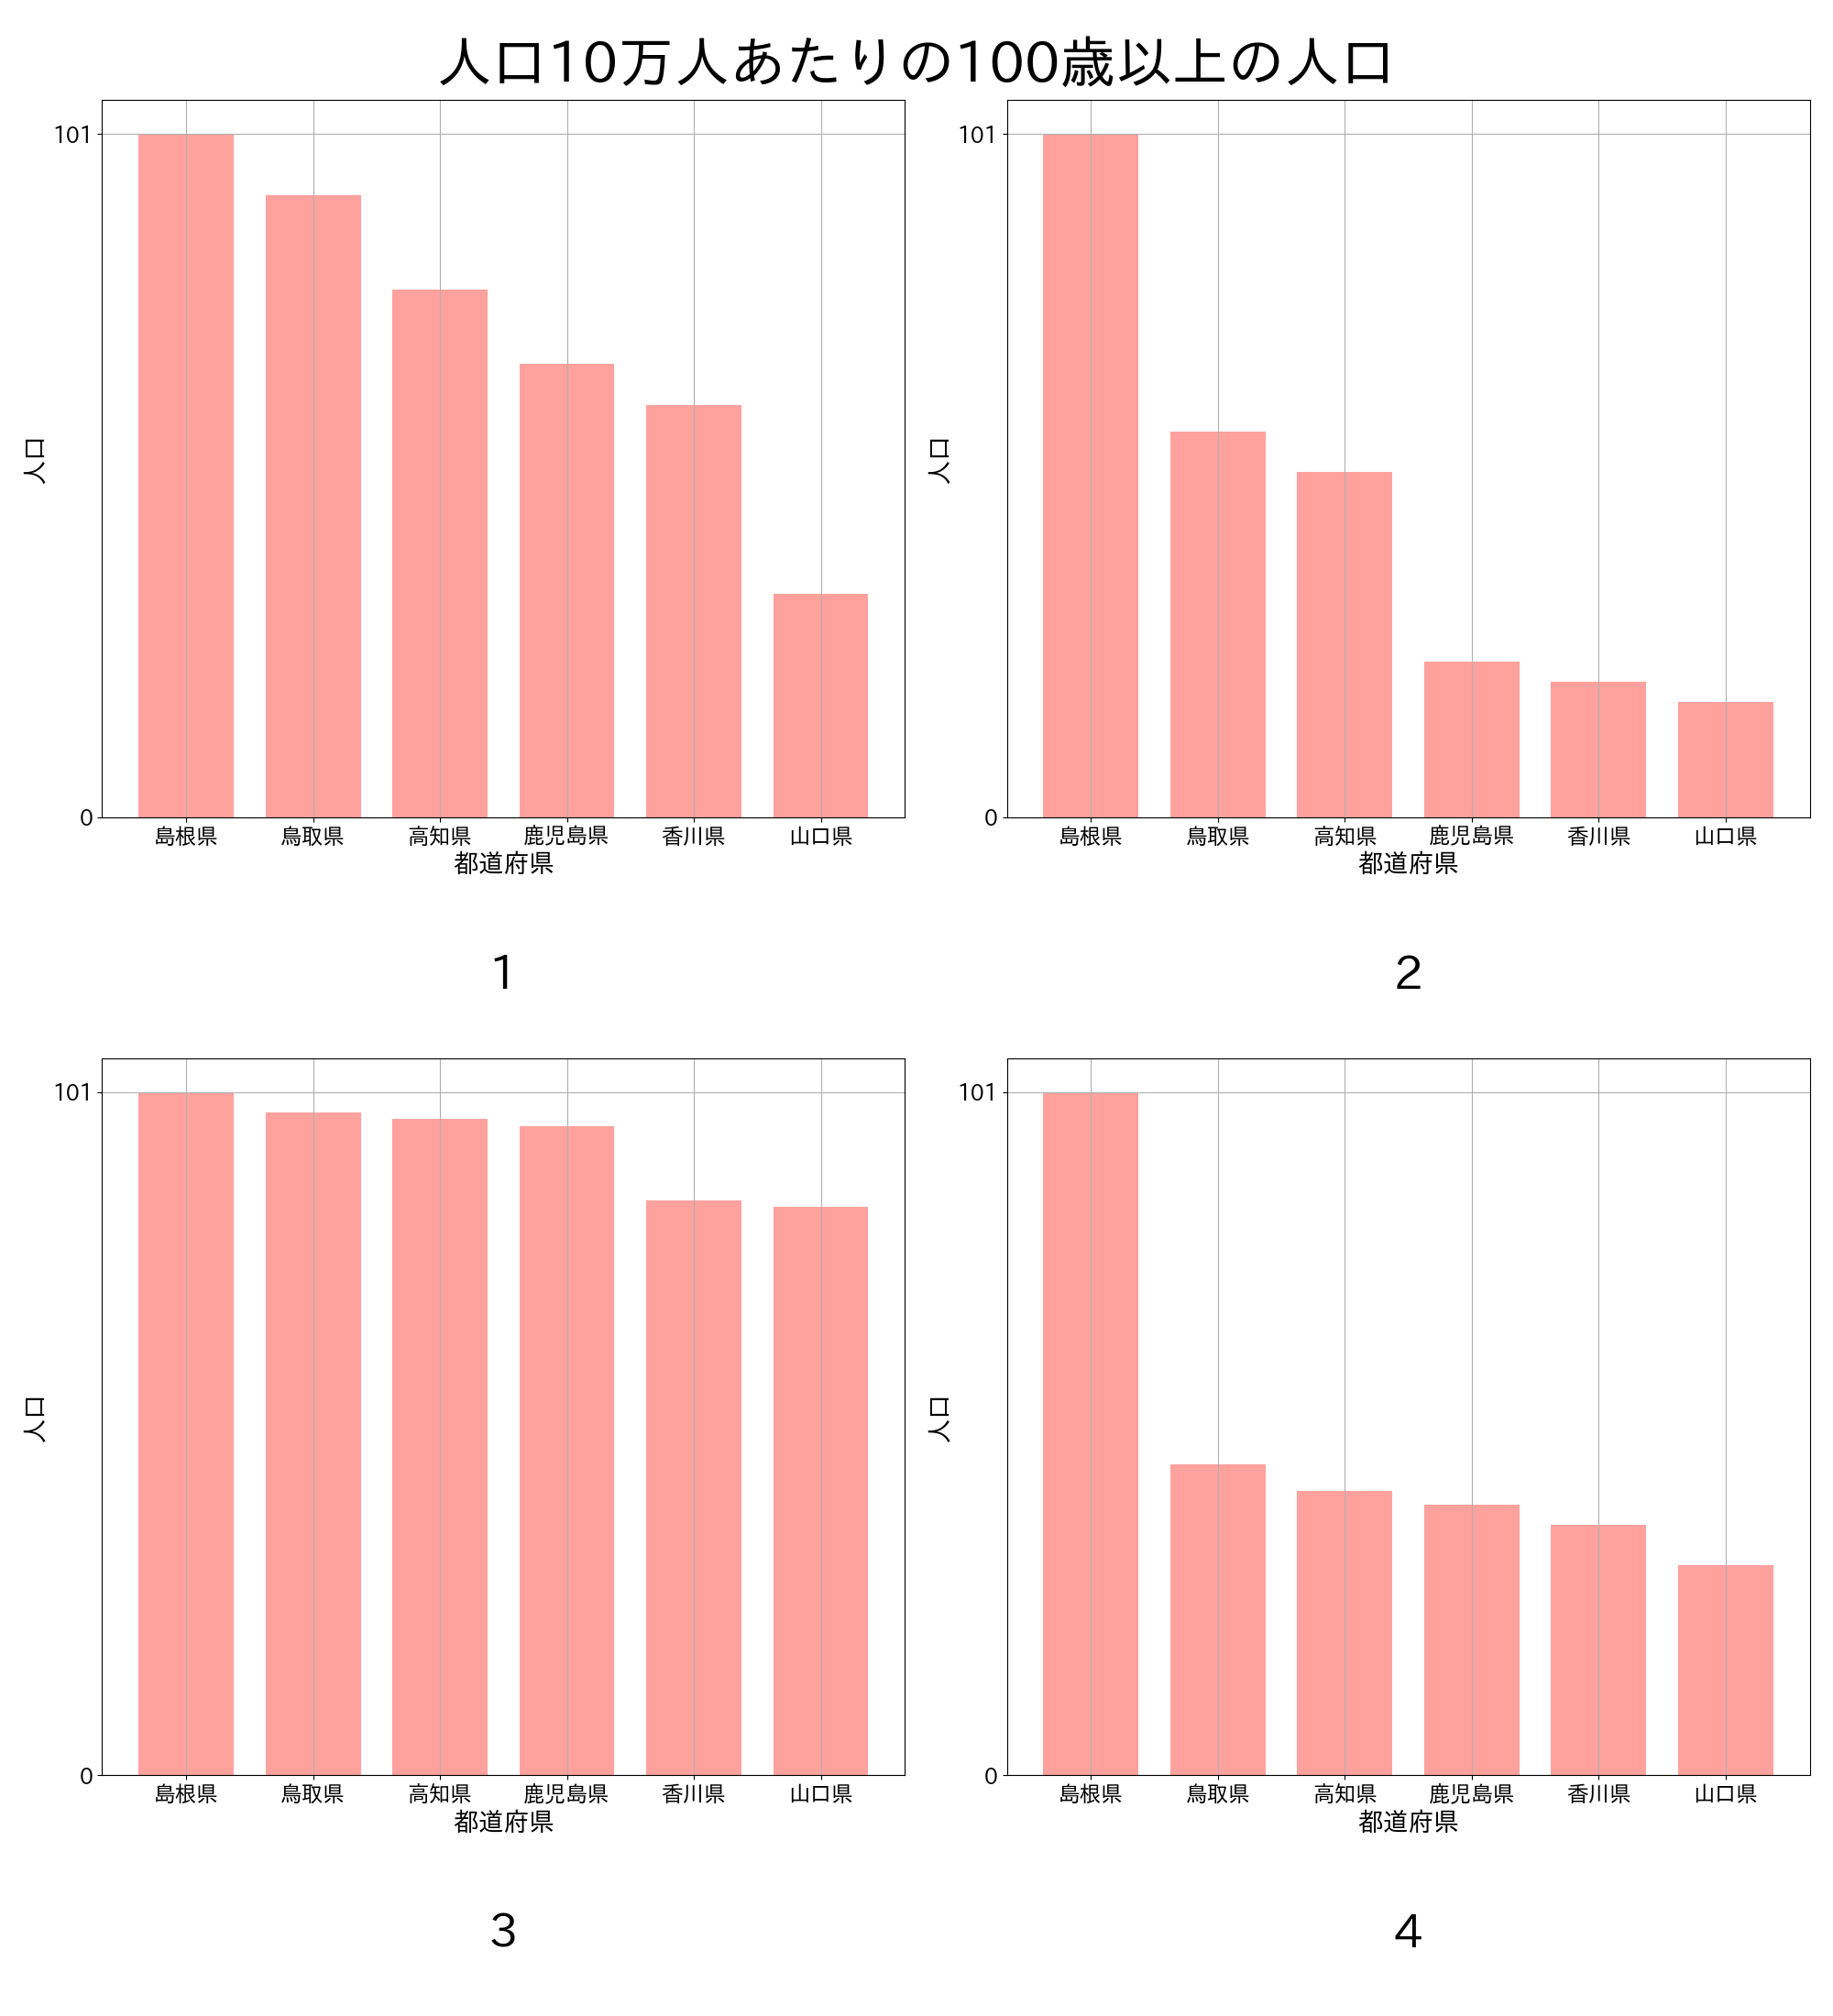 人口10万人あたりの100歳以上の人口
人口
101
0
島根県 鳥取県 高知県 鹿児島県 香川県 山口県
都道府県
1
人口
101
0
島根県 鳥取県 高知県 鹿児島県 香川県 山口県
都道府県
2
人口
101
0
島根県 鳥取県 高知県 鹿児島県 香川県 山口県
都道府県
3
人口
101
0
島根県 鳥取県 高知県 鹿児島県 香川県 山口県
都道府県
4